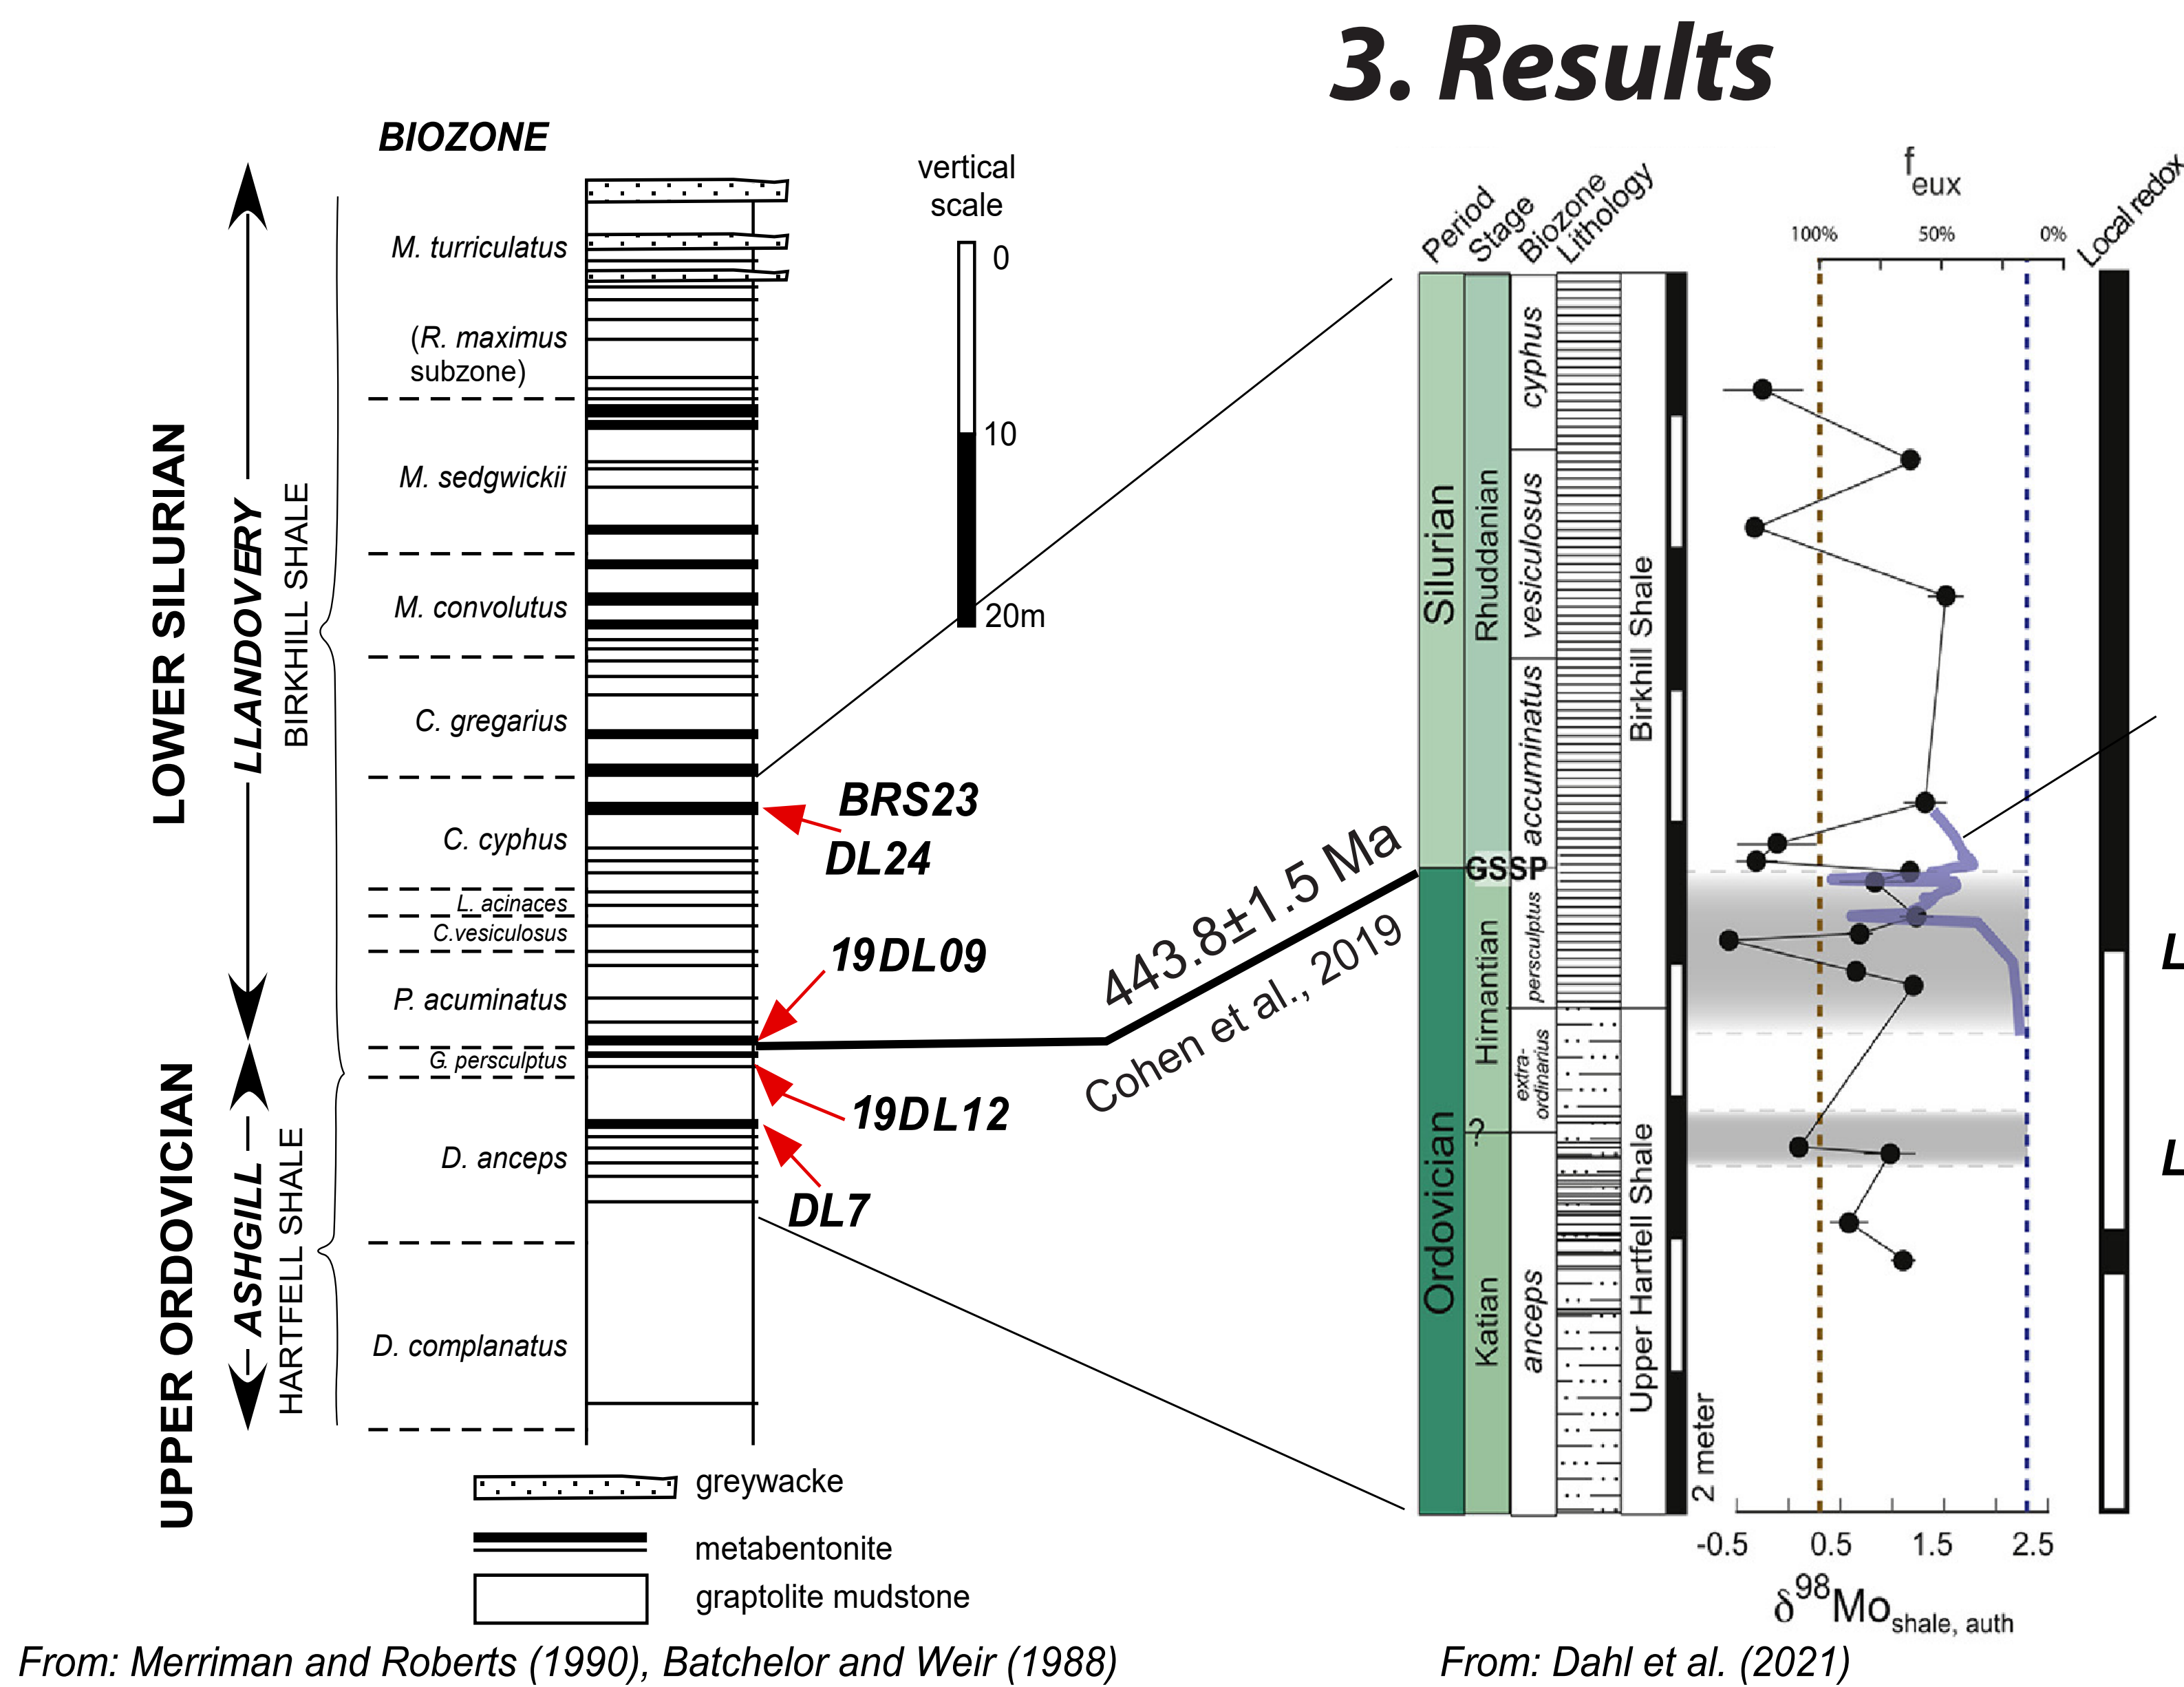 3. Results
BIOZONE
LOWER SILURIAN
LLANDOVERY
BIRKHILL SHALE
UPPER ORDOVICIAN
ASHGILL
HARTFELL SHALE
M. turriculatus
(R. maximus
subzone)
M. sedgwickii
M. convolutus
C. gregarius
C. cyphus
L. acinaces
C.vesiculosus
P. acuminatus
G. persculptus
D. anceps
D. complanatus
vertical
scale
0
10
20m
BRS23
DL24
19DL09
19DL12
DL7
443.8±1.5 Ma
Cohen et al., 2019
greywacke
metabentonite
graptolite mudstone
From: Merriman and Roberts (1990), Batchelor and Weir (1988)
Period
Stage
Biozone
Lithology
feux
100%
50%
0%
Local redox
Silurian
Ordovician
Rhuddanian
Hirnantian
?
Katian
cyphus
vesiculosus
accuminatus
GSSP
persculptus
extra-
ordinarius
anceps
Birkhill Shale
Upper Hartfell Shale
2 meter
-0.5
0.5
1.5
2.5
δ98Moshale, auth
L
L
From: Dahl et al. (2021)